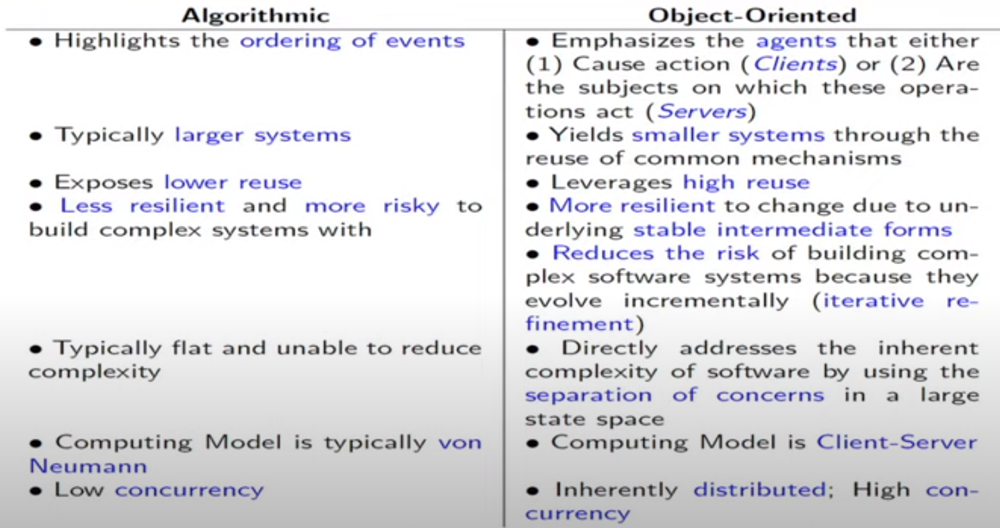 Algorithmic
• Highlights the ordering of events
• Typically larger systems
• Exposes lower reuse
• Less resilient and more risky to
build complex systems with
• Typically flat and unable to reduce
complexity
• Computing Model is typically von
Neumann
• Low concurrency
Object-Oriented
• Emphasizes the agents that either
(1) Cause action (Clients) or (2) Are
the subjects on which these opera-
tions act (Servers)
• Yields smaller systems through the
reuse of common mechanisms
• Leverages high reuse
• More resilient to change due to un-
derlying stable intermediate forms
• Reduces the risk of building com-
plex software systems because they
evolve incrementally (iterative re-
finement)
• Directly addresses the inherent
complexity of software by using the
separation of concerns in a large
state space
• Computing Model is Client-Server
• Inherently distributed; High con-
currency